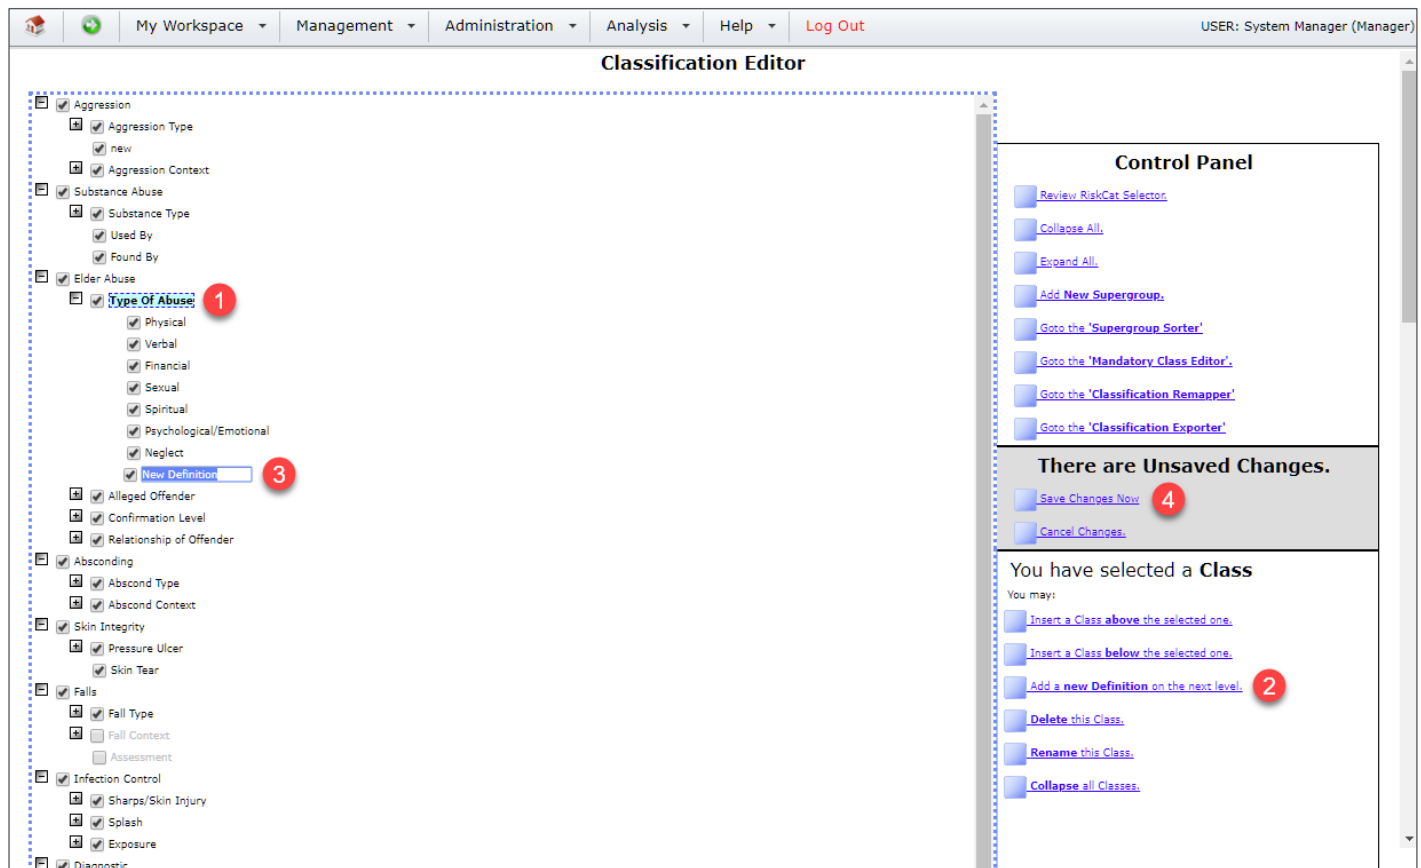 My Workspace Management Administration Analysis Help Log Out USER: System Manager (Manager)
Classification Editor
Aggression
Aggression Type
new
Aggression Context
Substance Abuse
Substance Type
Used By
Found By
Elder Abuse
Type Of Abuse 1
Physical
Verbal
Financial
Sexual
Spiritual
Psychological/Emotional
Neglect
New Definition 3
Alleged Offender
Confirmation Level
Relationship of Offender
Absconding
Abscond Type
Abscond Context
Skin Integrity
Pressure Ulcer
Skin Tear
Falls
Fall Type
Fall Context
Assessment
Infection Control
Sharps/Skin Injury
Splash
Exposure
Diagnostic
Control Panel
Review RiskCat Selector.
Collapse All.
Expand All.
Add New Supergroup.
Goto the 'Supergroup Sorter'
Goto the 'Mandatory Class Editor'.
Goto the 'Classification Remapper'
Goto the 'Classification Exporter'
There are Unsaved Changes.
Save Changes Now 4
Cancel Changes.
You have selected a Class
You may:
Insert a Class above the selected one.
Insert a Class below the selected one.
Add a new Definition on the next level. 2
Delete this Class.
Rename this Class.
Collapse all Classes.